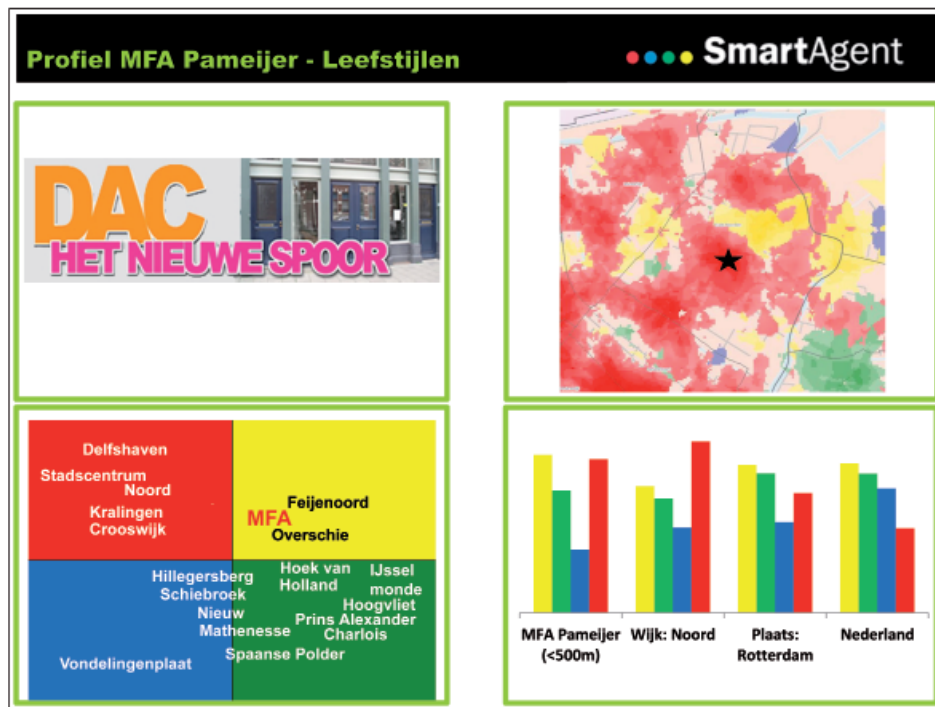 Profiel MFA Pameijer - Leefstijlen
SmartAgent
DAC
HET NIEUWE SPOOR
Delfshaven
Stadscentrum
Noord
Kralingen
Crooswijk
Feijenoord
MFA
Overschie
Hillegersberg
Schiebroek
Nieuw
Mathenesse
Vondelingenplaat
Hoek van
Holland
IJssel
monde
Hoogvliet
Prins Alexander
Charlois
Spaanse Polder
MFA Pameijer
(<500m)
Wijk: Noord
Plaats:
Rotterdam
Nederland